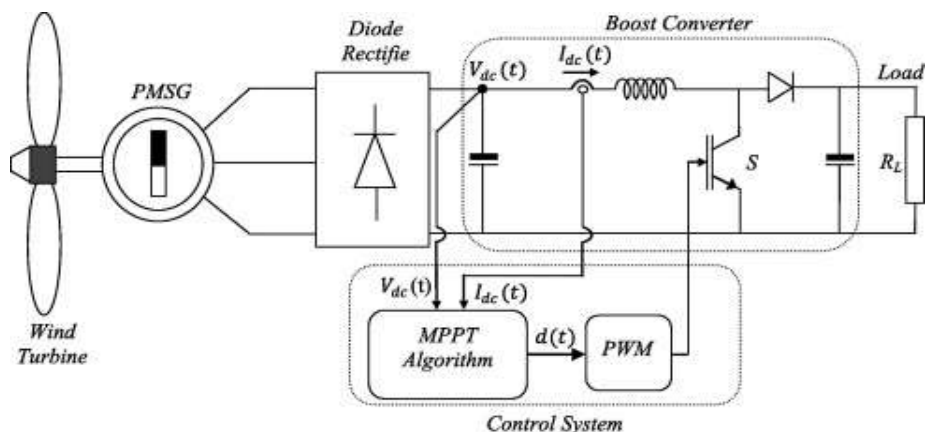 Boost Converter
Diode
Rectifie
V_dc(t)
I_dc(t)
Load
PMSG
S
R_L
V_dc(t)
I_dc(t)
Wind
Turbine
MPPT
Algorithm
d(t)
PWM
Control System